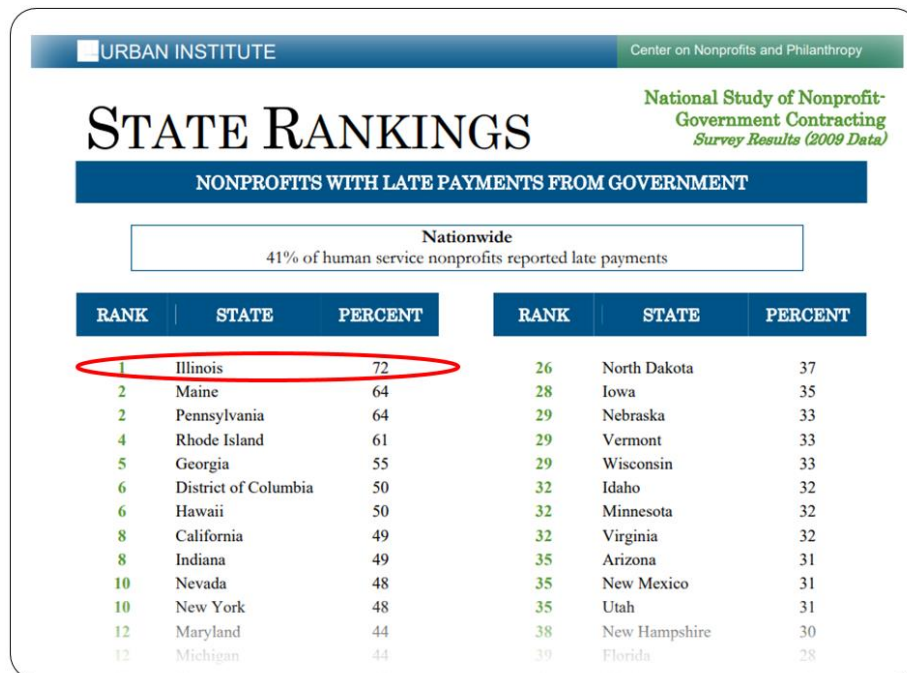 URBAN INSTITUTE
Center on Nonprofits and Philanthropy
STATE RANKINGS
National Study of Nonprofit-
Government Contracting
Survey Results (2009 Data)
NONPROFITS WITH LATE PAYMENTS FROM GOVERNMENT
Nationwide
41% of human service nonprofits reported late payments
RANK STATE PERCENT
1 Illinois 72
2 Maine 64
2 Pennsylvania 64
4 Rhode Island 61
5 Georgia 55
6 District of Columbia 50
6 Hawaii 50
8 California 49
8 Indiana 49
10 Nevada 48
10 New York 48
12 Maryland 44
12 Michigan 44
RANK STATE PERCENT
26 North Dakota 37
28 Iowa 35
29 Nebraska 33
29 Vermont 33
29 Wisconsin 33
32 Idaho 32
32 Minnesota 32
32 Virginia 32
35 Arizona 31
35 New Mexico 31
35 Utah 31
38 New Hampshire 30
39 Florida 28